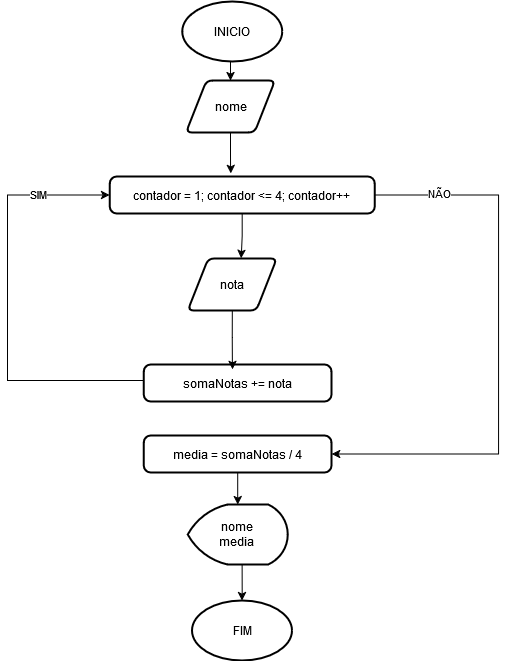 INICIO
nome
contador = 1; contador <= 4; contador++
SIM
NÃO
nota
somaNotas += nota
media = somaNotas / 4
nome
media
FIM